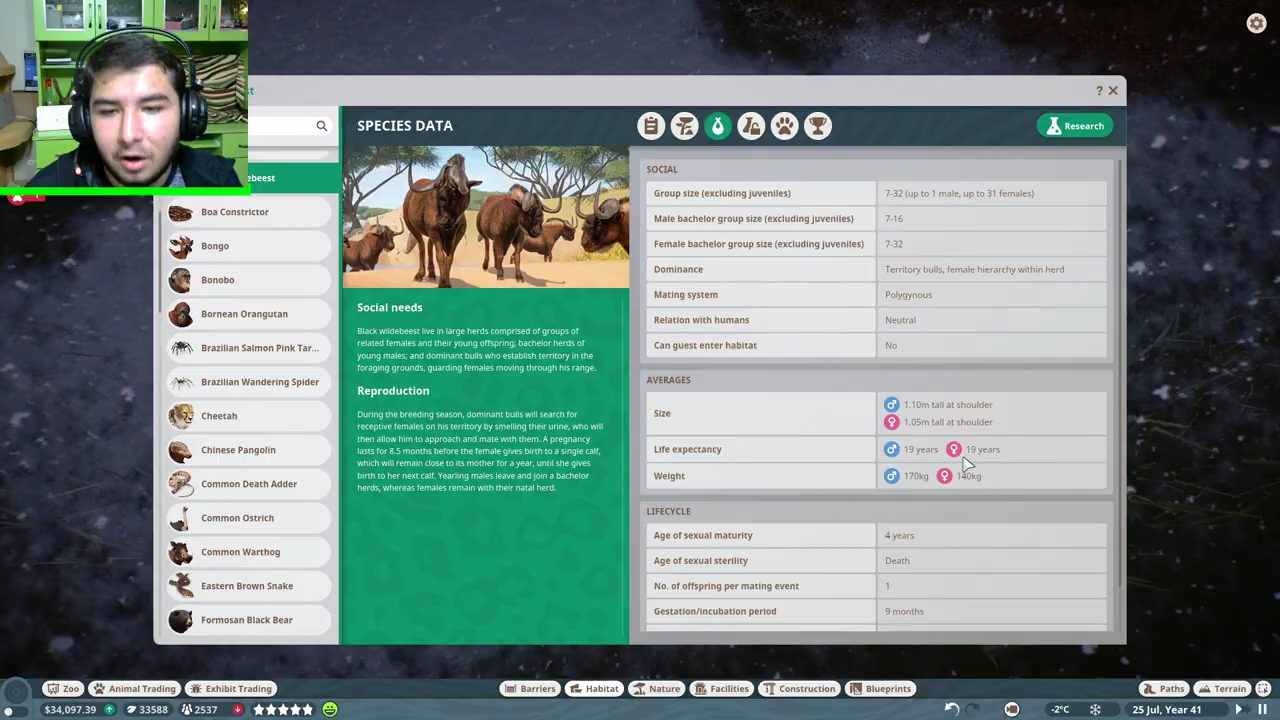 st
? ×
SPECIES DATA
Research
ebeest
Boa Constrictor
Bongo
Bonobo
Bornean Orangutan
Brazilian Salmon Pink Tar...
Brazilian Wandering Spider
Cheetah
Chinese Pangolin
Common Death Adder
Common Ostrich
Common Warthog
Eastern Brown Snake
Formosan Black Bear
Social needs
Black wildebeest live in large herds comprised of groups of
related females and their young offspring; bachelor herds of
young males; and dominant bulls who establish territory in the
foraging grounds, guarding females moving through his range.
Reproduction
During the breeding season, dominant bulls will search for
receptive females on his territory by smelling their urine, who will
then allow him to approach and mate with them. A pregnancy
lasts for 8.5 months before the female gives birth to a single calf,
which will remain close to its mother for a year, until she gives
birth to her next calf. Yearling males leave and join a bachelor
herds, whereas females remain with their natal herd.
SOCIAL
Group size (excluding juveniles) 7-32 (up to 1 male, up to 31 females)
Male bachelor group size (excluding juveniles) 7-16
Female bachelor group size (excluding juveniles) 7-32
Dominance Territory bulls, female hierarchy within herd
Mating system Polygynous
Relation with humans Neutral
Can guest enter habitat No
AVERAGES
Size 1.10m tall at shoulder
1.05m tall at shoulder
Life expectancy 19 years 19 years
Weight 170kg 140kg
LIFECYCLE
Age of sexual maturity 4 years
Age of sexual sterility Death
No. of offspring per mating event 1
Gestation/incubation period 9 months
Zoo Animal Trading Exhibit Trading Barriers Habitat Nature Facilities Construction Blueprints Paths Terrain
$34,097.39 33588 2537 -2°C 25 Jul, Year 41